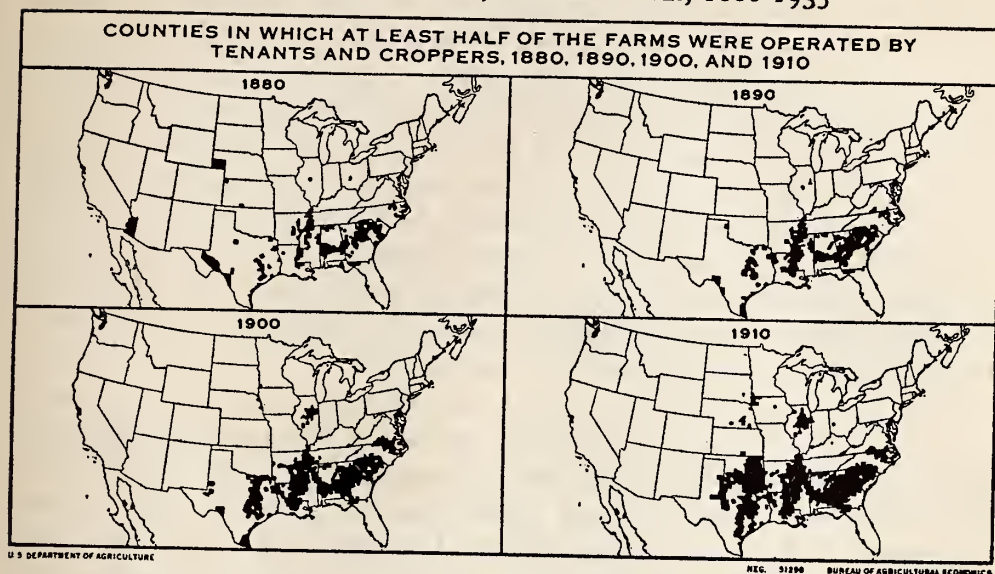 COUNTIES IN WHICH AT LEAST HALF OF THE FARMS WERE OPERATED BY
TENANTS AND CROPPERS, 1880, 1890, 1900, AND 1910
1880
1890
1900
1910
U S DEPARTMENT OF AGRICULTURE
NEG. 31298 BUREAU OF AGRICULTURAL ECONOMICS